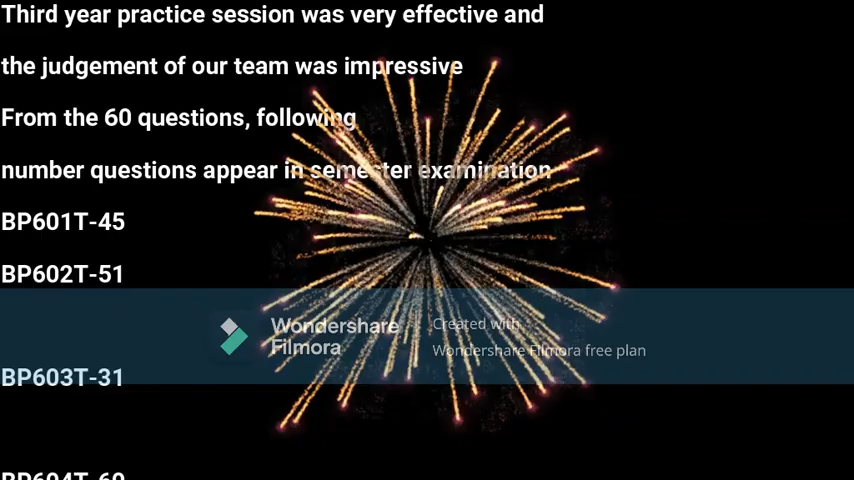 Third year practice session was very effective and
the judgement of our team was impressive
From the 60 questions, following
number questions appear in semester examination
BP601T-45
BP602T-51
Wondershare
Filmora
Created with
Wondershare Filmora free plan
BP603T-31
BP604T-60